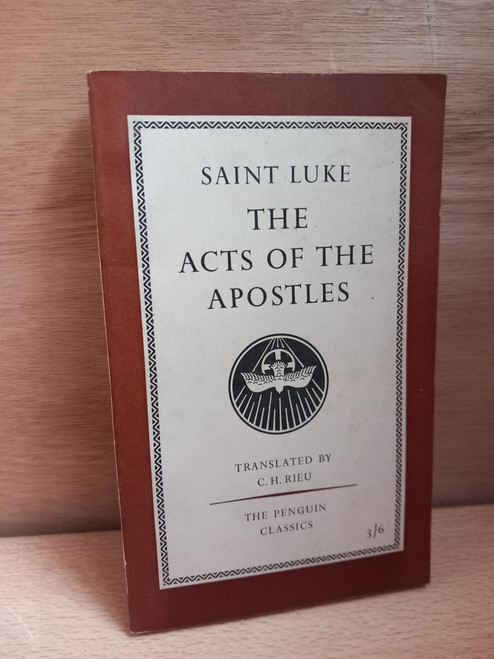 SAINT LUKE
THE
ACTS OF THE
APOSTLES
TRANSLATED BY
C. H. RIEU
THE PENGUIN
CLASSICS
3/6